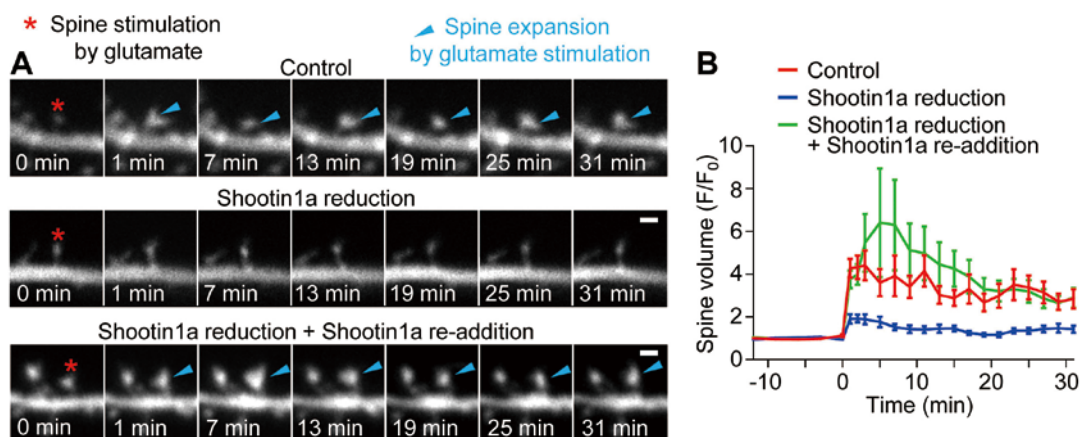 * Spine stimulation
by glutamate
Spine expansion
by glutamate stimulation
A
Control
*
0 min
1 min
7 min
13 min
19 min
25 min
31 min
Shootin1a reduction
*
0 min
1 min
7 min
13 min
19 min
25 min
31 min
Shootin1a reduction + Shootin1a re-addition
*
0 min
1 min
7 min
13 min
19 min
25 min
31 min
B
Control
Shootin1a reduction
Shootin1a reduction
+ Shootin1a re-addition
Spine volume (F/F0)
10
8
6
4
2
0
-10
0
10
20
30
Time (min)